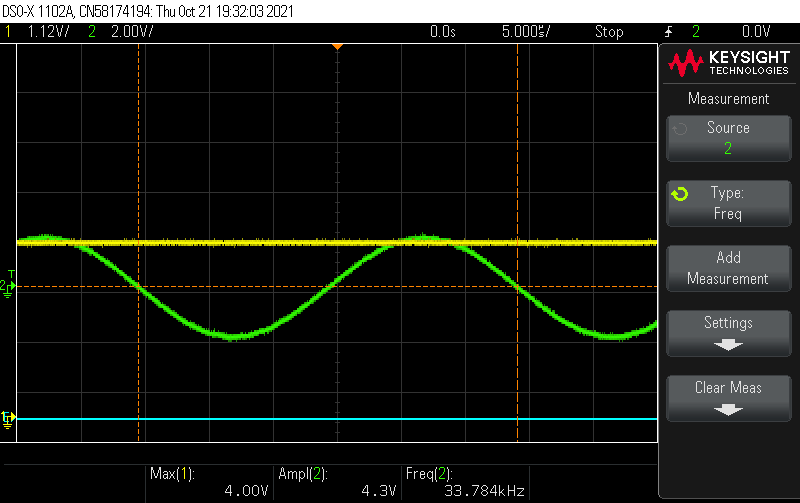 DSO-X 1102A, CN58174194: Thu Oct 21 19:32:03 2021
1 1.12V/ 2 2.00V/ 0.0s 5.000s/ Stop 2 0.0V
KEYSIGHT
TECHNOLOGIES
Measurement
Source
2
Type:
Freq
Add
Measurement
Settings
Clear Meas
T
2
1
Max(1): Ampl(2): Freq(2):
4.00V 4.3V 33.784kHz